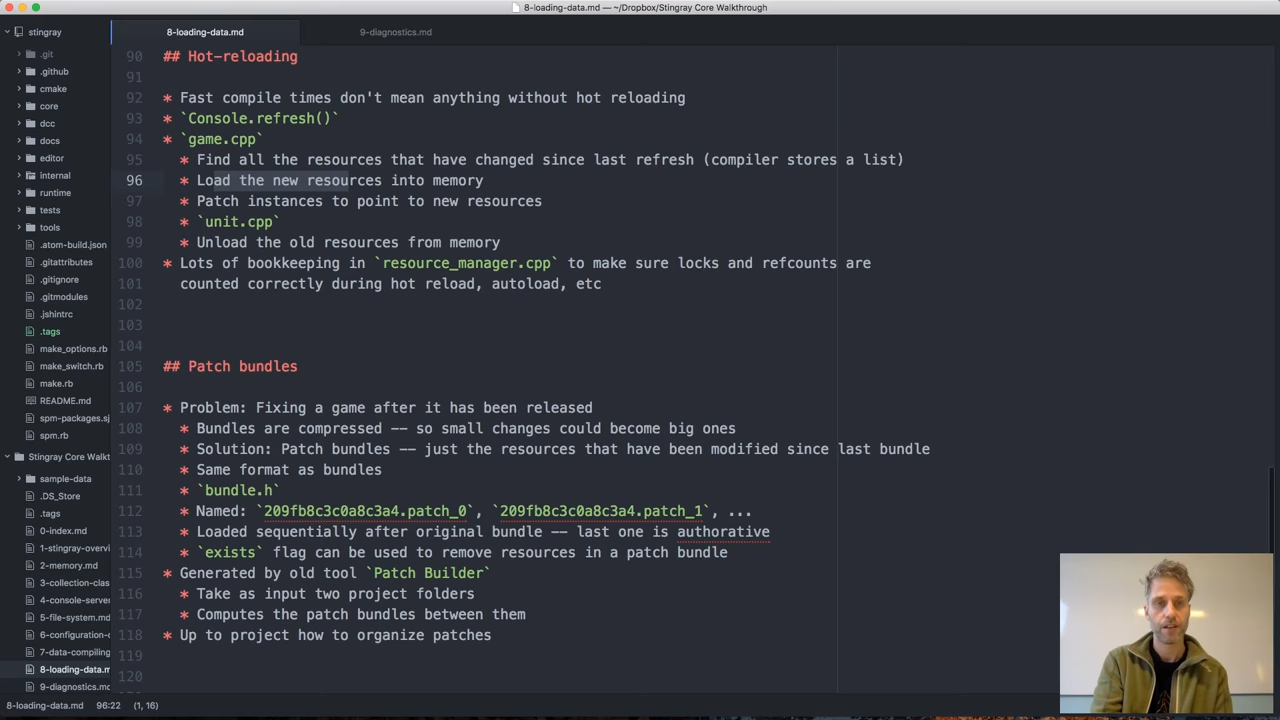 8-loading-data.md — ~/Dropbox/Stingray Core Walkthrough
stingray
.git
.github
cmake
core
dcc
docs
editor
internal
runtime
tests
tools
.atom-build.json
.gitattributes
.gitignore
.gitmodules
.jshintrc
.tags
make_options.rb
make_switch.rb
make.rb
README.md
spm-packages.sj
spm.rb
Stingray Core Walkt
sample-data
.DS_Store
.tags
0-index.md
1-stingray-overvi
2-memory.md
3-collection-clas
4-console-server
5-file-system.md
6-configuration-c
7-data-compiling
8-loading-data.m
9-diagnostics.md
8-loading-data.md
9-diagnostics.md
90 ## Hot-reloading
91
92 * Fast compile times don't mean anything without hot reloading
93 * `Console.refresh()`
94 * `game.cpp`
95 * Find all the resources that have changed since last refresh (compiler stores a list)
96 * Load the new resources into memory
97 * Patch instances to point to new resources
98 * `unit.cpp`
99 * Unload the old resources from memory
100 * Lots of bookkeeping in `resource_manager.cpp` to make sure locks and refcounts are
101 counted correctly during hot reload, autoload, etc
102
103
104
105 ## Patch bundles
106
107 * Problem: Fixing a game after it has been released
108 * Bundles are compressed -- so small changes could become big ones
109 * Solution: Patch bundles -- just the resources that have been modified since last bundle
110 * Same format as bundles
111 * `bundle.h`
112 * Named: `209fb8c3c0a8c3a4.patch_0`, `209fb8c3c0a8c3a4.patch_1`, ...
113 * Loaded sequentially after original bundle -- last one is authorative
114 * `exists` flag can be used to remove resources in a patch bundle
115 * Generated by old tool `Patch Builder`
116 * Take as input two project folders
117 * Computes the patch bundles between them
118 * Up to project how to organize patches
119
120
8-loading-data.md 96:22 (1, 16)